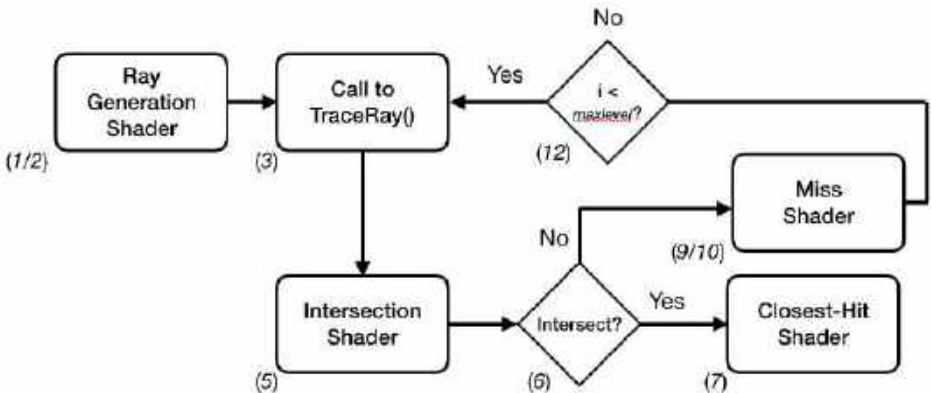 No
Ray
Generation
Shader
Call to
TraceRay()
Yes
i <
maxlevel?
(1/2)
(3)
(12)
Miss
Shader
No
(9/10)
Intersection
Shader
Intersect?
Yes
Closest-Hit
Shader
(5)
(6)
(7)